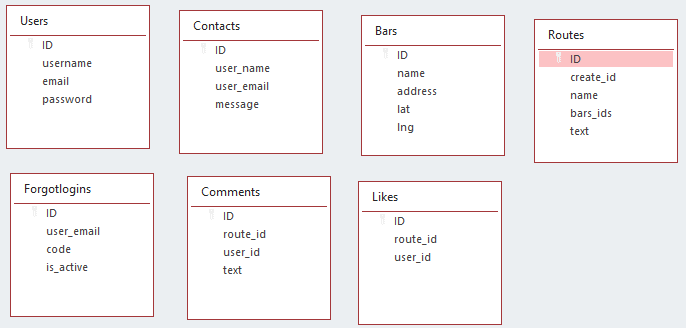 Users
ID
username
email
password
Contacts
ID
user_name
user_email
message
Bars
ID
name
address
lat
lng
Routes
ID
create_id
name
bars_ids
text
Forgotlogins
ID
user_email
code
is_active
Comments
ID
route_id
user_id
text
Likes
ID
route_id
user_id